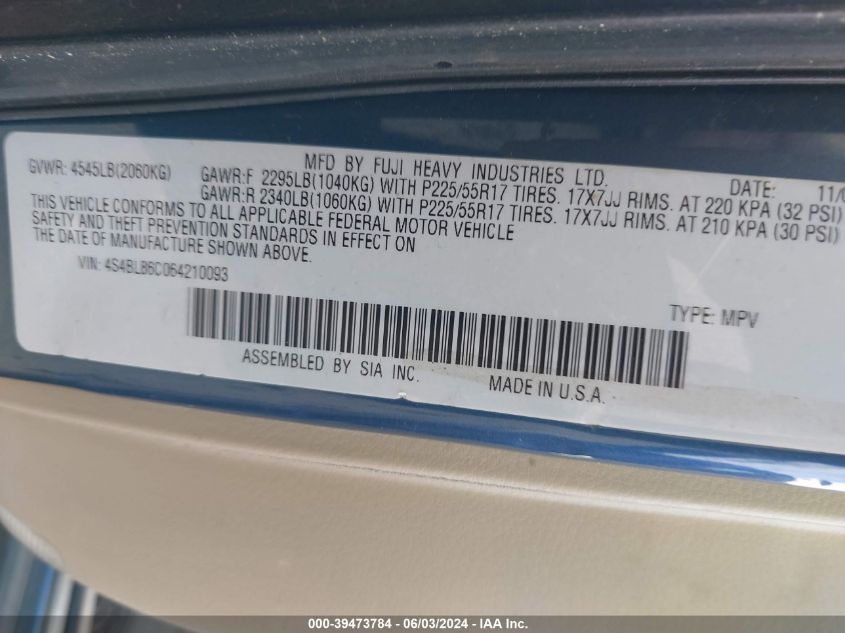 MFD BY FUJI HEAVY INDUSTRIES LTD. DATE: 11/0
GVWR: 4545LB(2060KG) GAWR:F 2295LB(1040KG) WITH P225/55R17 TIRES. 17X7JJ RIMS. AT 220 KPA (32 PSI)
GAWR:R 2340LB(1060KG) WITH P225/55R17 TIRES. 17X7JJ RIMS. AT 210 KPA (30 PSI)
THIS VEHICLE CONFORMS TO ALL APPLICABLE FEDERAL MOTOR VEHICLE
SAFETY AND THEFT PREVENTION STANDARDS IN EFFECT ON
THE DATE OF MANUFACTURE SHOWN ABOVE.
VIN: 4S4BLB6C064210093
TYPE: MPV
ASSEMBLED BY SIA INC. MADE IN U.S.A.
000-39473784 - 06/03/2024 - IAA Inc.